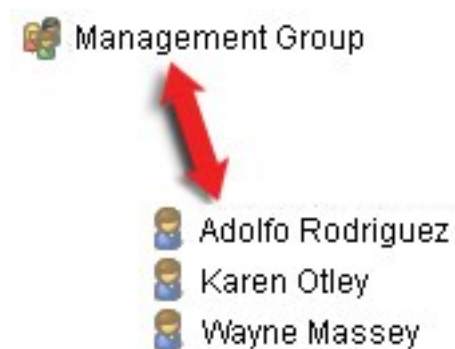 Management Group
Adolfo Rodriguez
Karen Otley
Wayne Massey